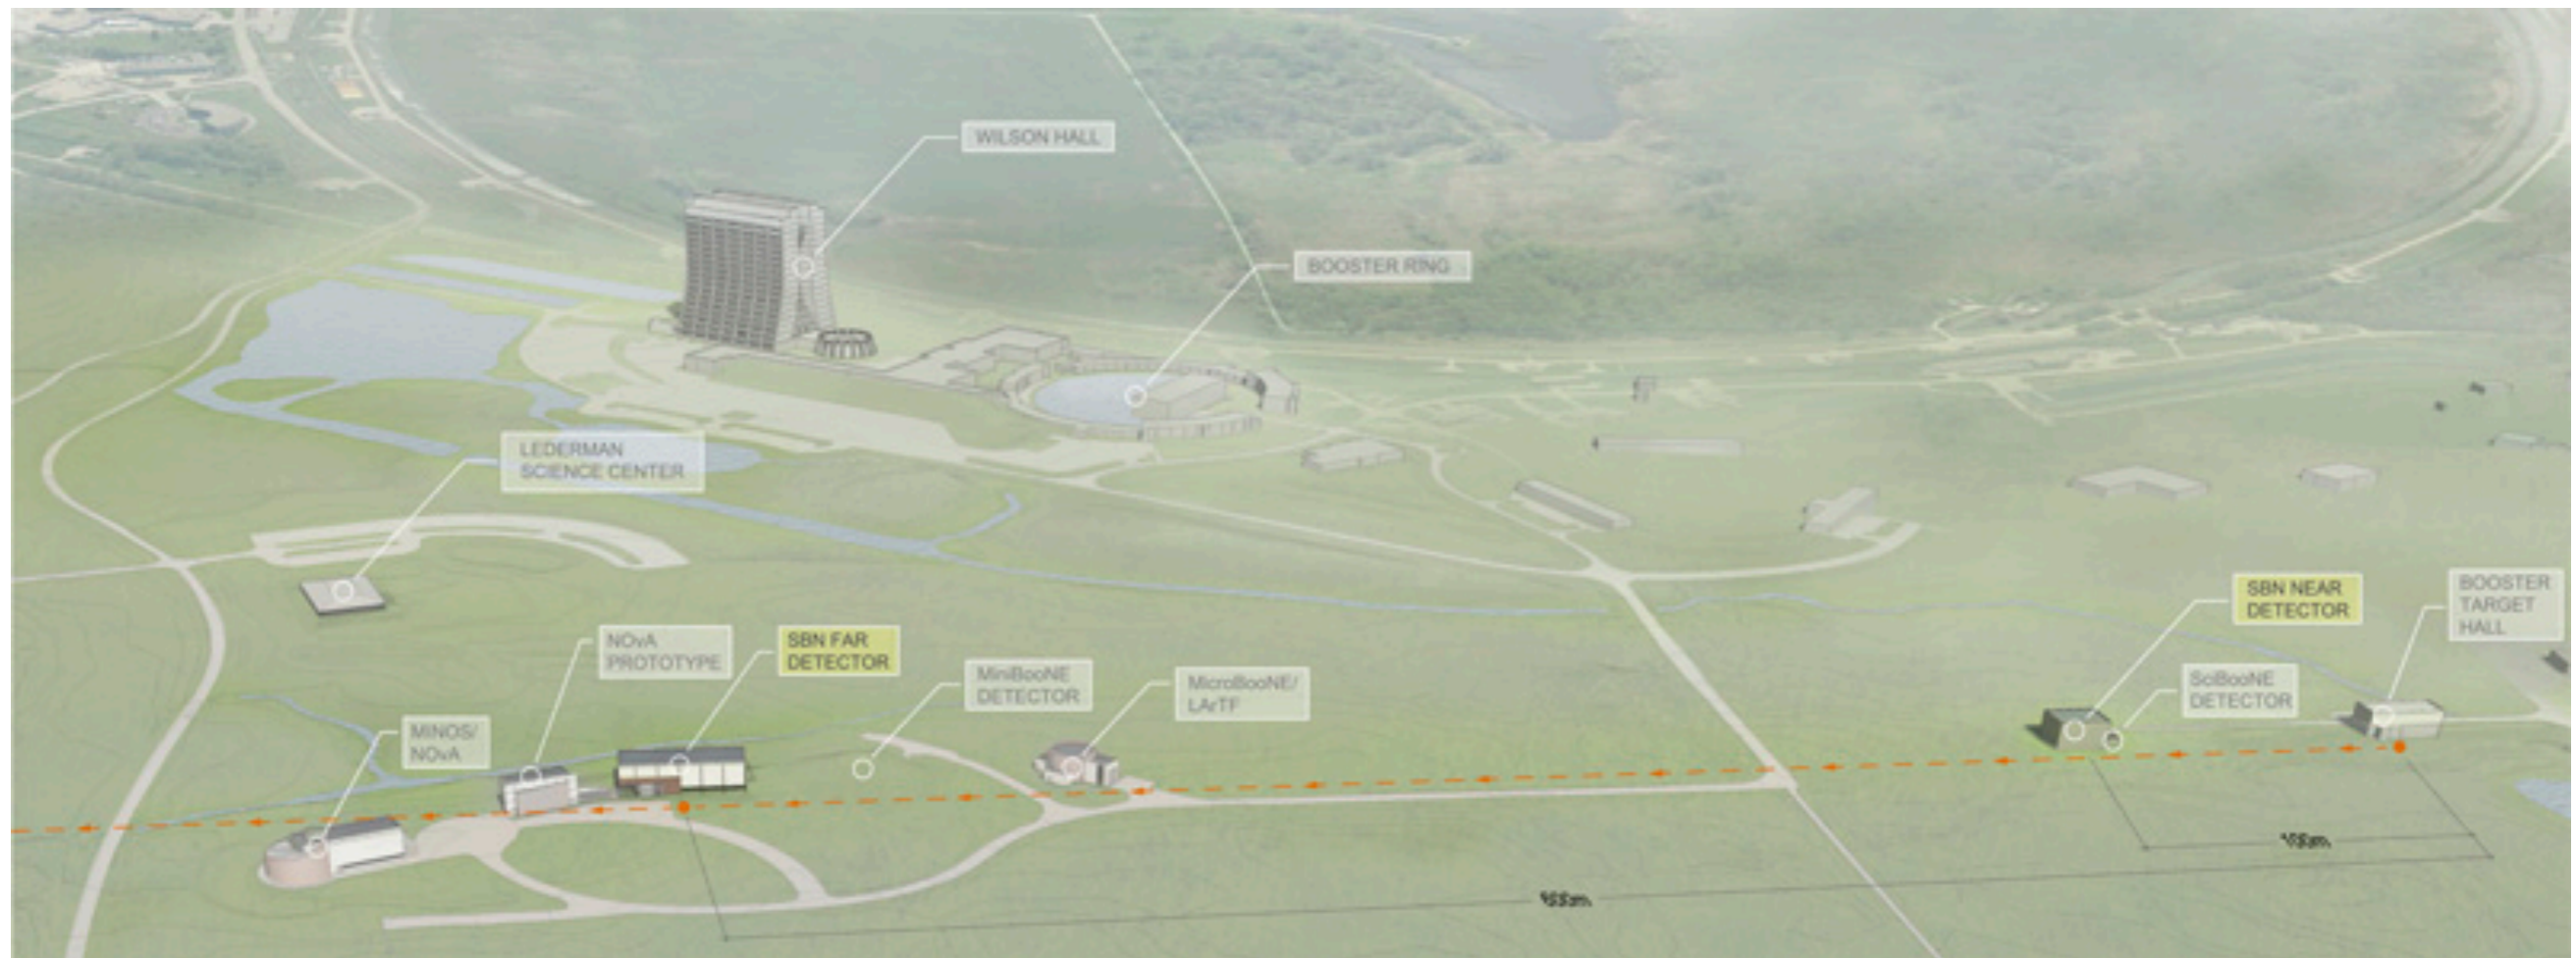 WILSON HALL
BOOSTER RING
LEDERMAN
SCIENCE CENTER
SBN NEAR
DETECTOR
BOOSTER
TARGET
HALL
NOvA
PROTOTYPE
SBN FAR
DETECTOR
MiniBooNE
DETECTOR
MicroBooNE/
LArTF
SciBooNE
DETECTOR
MINOS/
NOvA